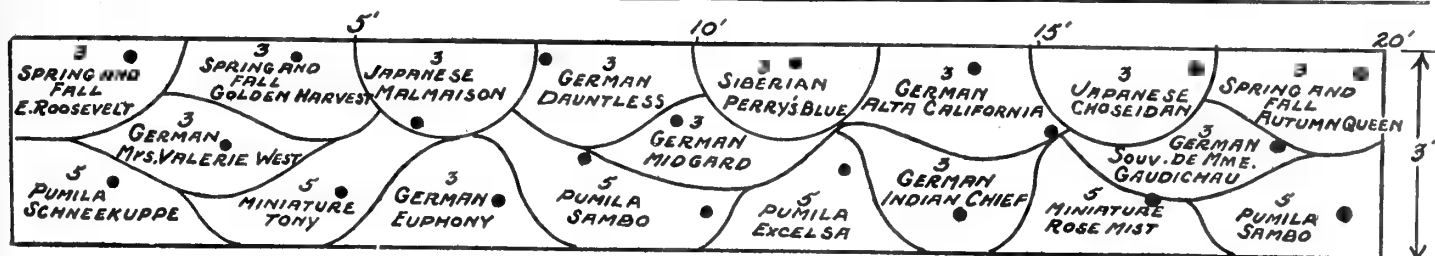 5'
10'
15'
20'
3
SPRING AND
FALL
E. ROOSEVELT
3
SPRING AND
FALL
GOLDEN HARVEST
3
JAPANESE
MALMAISON
3
GERMAN
DAUNTLESS
3
SIBERIAN
PERRY'S BLUE
3
GERMAN
ALTA CALIFORNIA
3
JAPANESE
CHOSEIDAN
3
SPRING AND
FALL
AUTUMN QUEEN
3
GERMAN
MRS. VALERIE WEST
3
GERMAN
MIDGARD
3
GERMAN
SOUV. DE MME.
GAUDICHAU
3'
5
PUMILA
SCHNEEKUPPE
5
MINIATURE
TONY
3
GERMAN
EUPHONY
5
PUMILA
SAMBO
5
PUMILA
EXCELSA
3
GERMAN
INDIAN CHIEF
5
MINIATURE
ROSE MIST
5
PUMILA
SAMBO